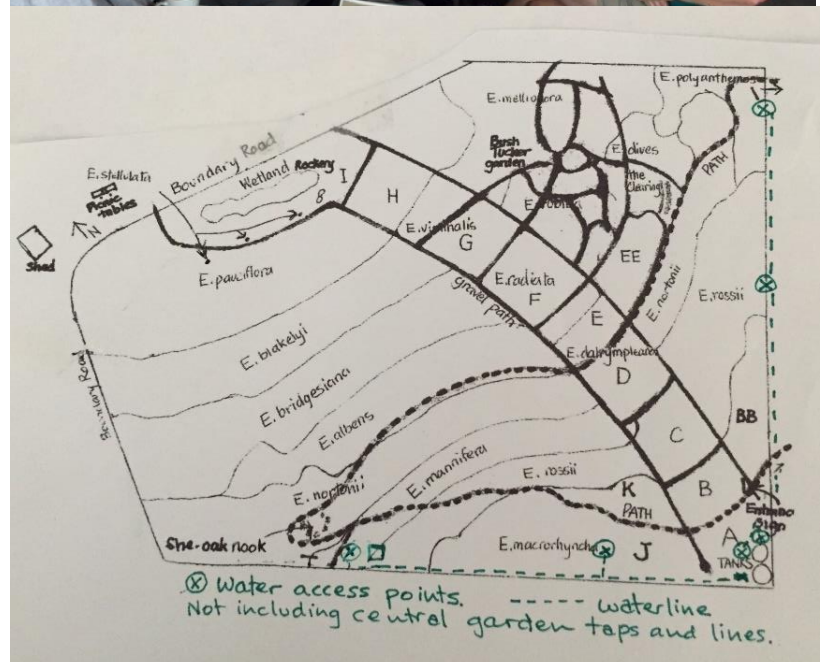 E. polyanthemos
E. melliodora
Boundary Road
Bush
Tucker
garden
E. dives
the
Clearing
PATH
E. stellulata
Picnic
tables
N
Shed
Wetland Rockery
I
H
8
E. viminalis
G
E. rubida
EE
E. nortonii
E. rossii
E. pauciflora
E. radiata
F
gravel path
E
E. dalrympleana
D
E. blakelyi
Boundary Road
E. bridgesiana
E. albens
C
BB
E. mannifera
E. rossii
E. nortonii
K
B
PATH
Entrance
Sign
She-oak nook
E. macrorhyncha
J
A
TANKS
Water access points. ----- waterline
Not including central garden taps and lines.